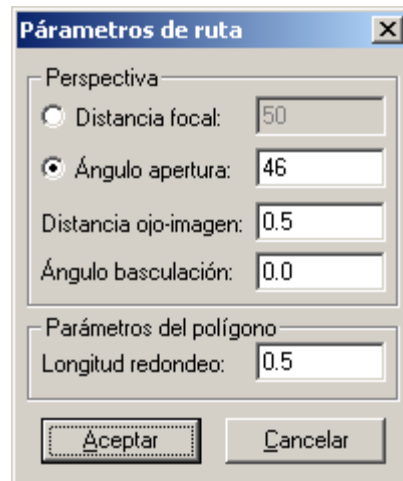 Párametros de ruta
Perspectiva
Distancia focal: 50
Ángulo apertura: 46
Distancia ojo-imagen: 0.5
Ángulo basculación: 0.0
Parámetros del polígono
Longitud redondeo: 0.5
Aceptar Cancelar